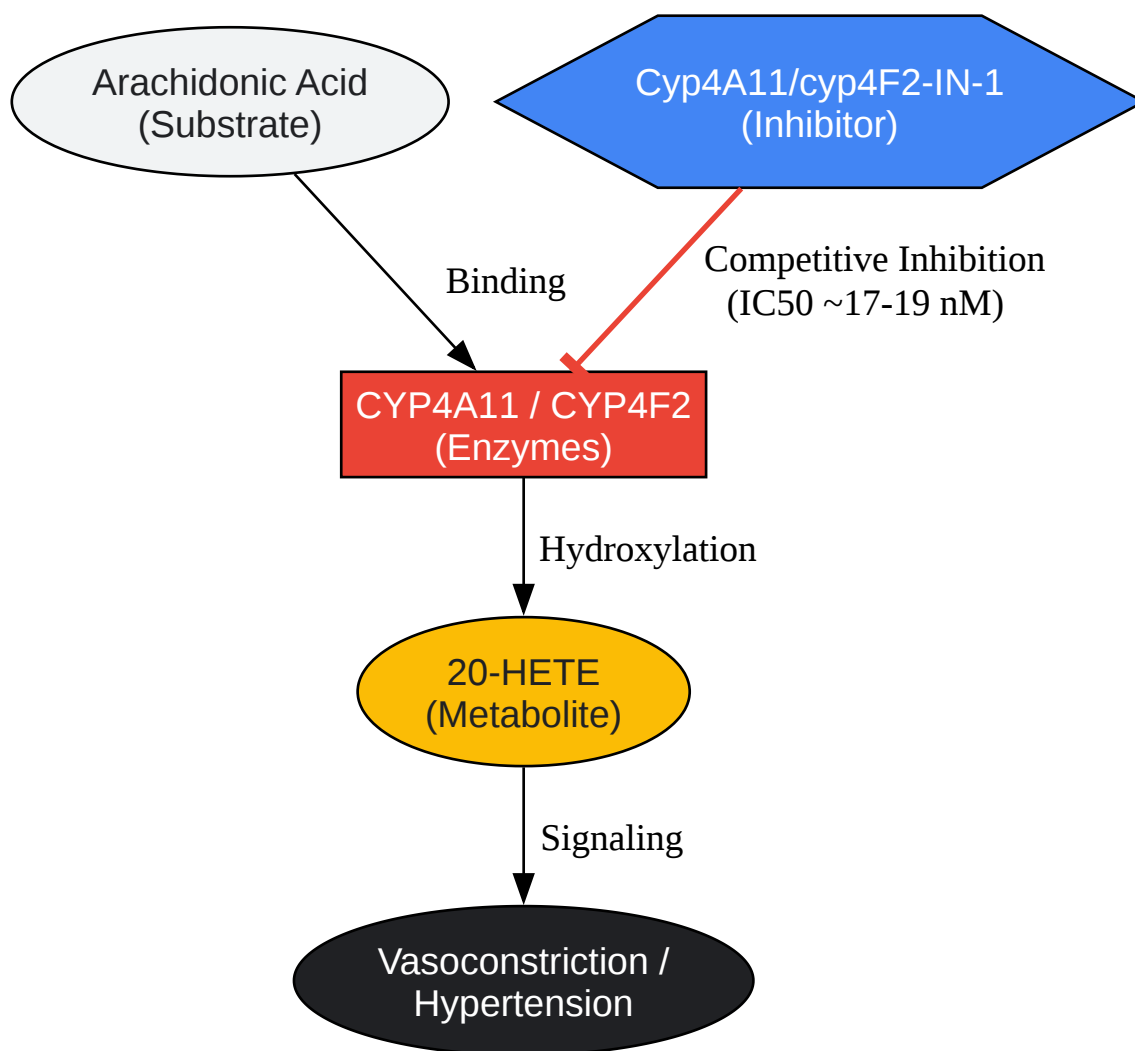 Arachidonic Acid
(Substrate)
Cyp4A11/cyp4F2-IN-1
(Inhibitor)
Binding
Competitive Inhibition
(IC50 ~17-19 nM)
CYP4A11 / CYP4F2
(Enzymes)
Hydroxylation
20-HETE
(Metabolite)
Signaling
Vasoconstriction /
Hypertension